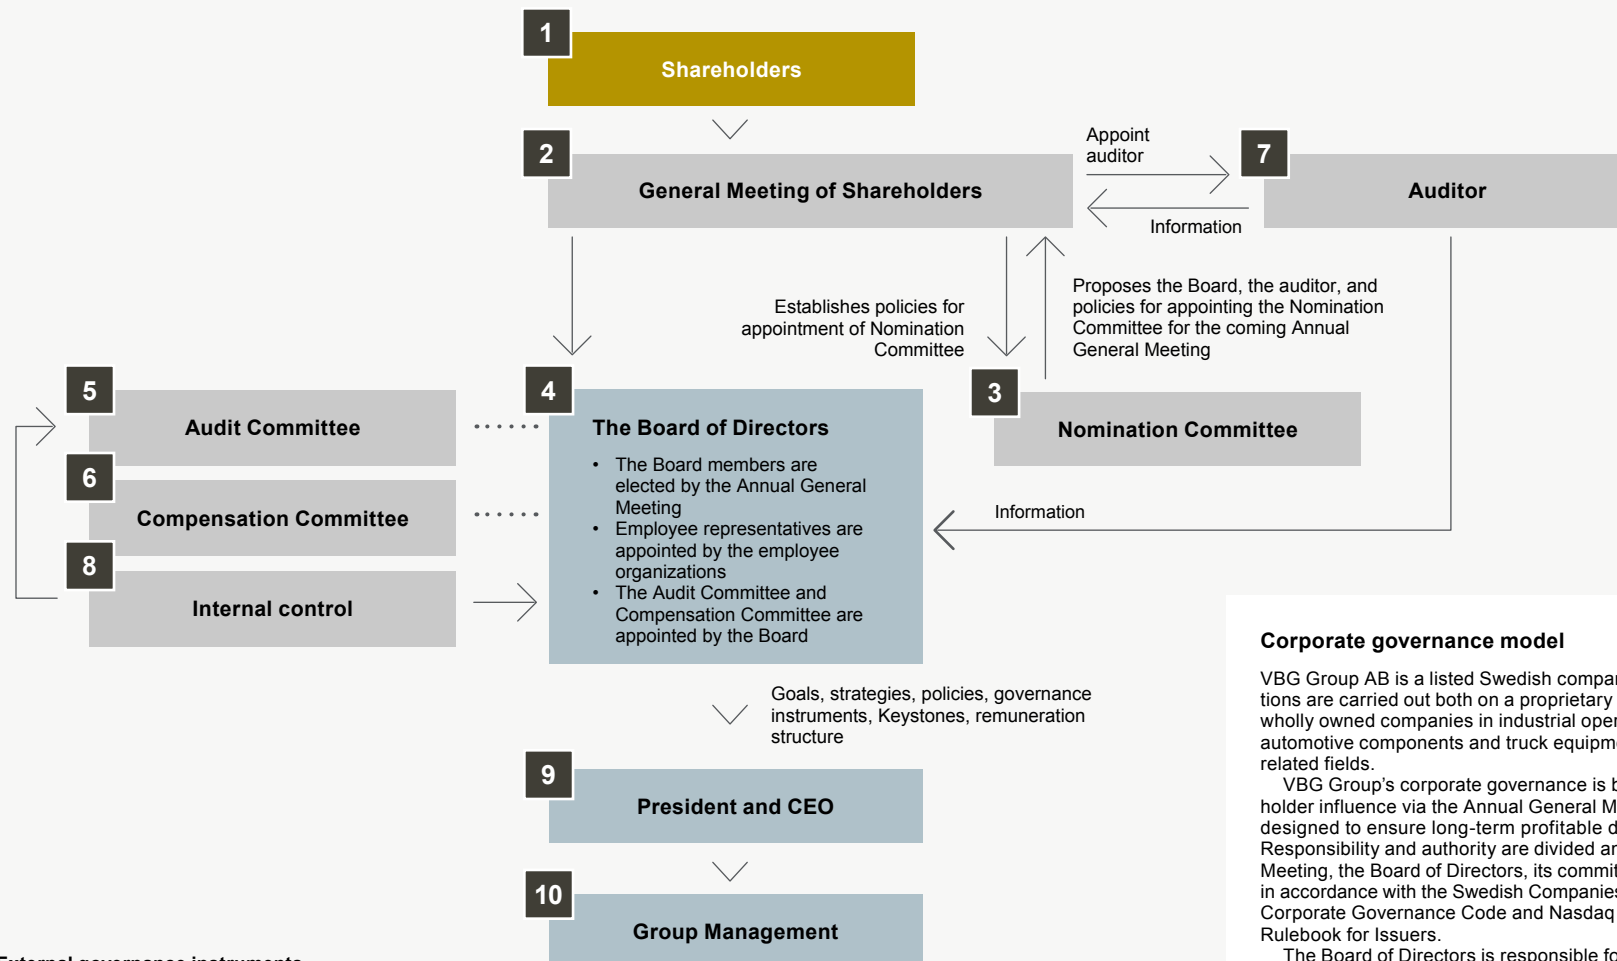 1
Shareholders
2
General Meeting of Shareholders
Appoint
auditor
Information
7
Auditor
Establishes policies for
appointment of Nomination
Committee
Proposes the Board, the auditor, and
policies for appointing the Nomination
Committee for the coming Annual
General Meeting
5
Audit Committee
6
Compensation Committee
8
Internal control
4
The Board of Directors
• The Board members are
elected by the Annual General
Meeting
• Employee representatives are
appointed by the employee
organizations
• The Audit Committee and
Compensation Committee are
appointed by the Board
3
Nomination Committee
Information
Goals, strategies, policies, governance
instruments, Keystones, remuneration
structure
9
President and CEO
10
Group Management
Corporate governance model
VBG Group AB is a listed Swedish
tions are carried out both on a proprietary
wholly owned companies in industrial
automotive components and truck
related fields.
VBG Group’s corporate governance is
holder influence via the Annual General
designed to ensure long-term profitable
Responsibility and authority are divided
Meeting, the Board of Directors, its
in accordance with the Swedish Companies
Corporate Governance Code and Nasdaq
Rulebook for Issuers.
The Board of Directors is responsible
External governance instruments